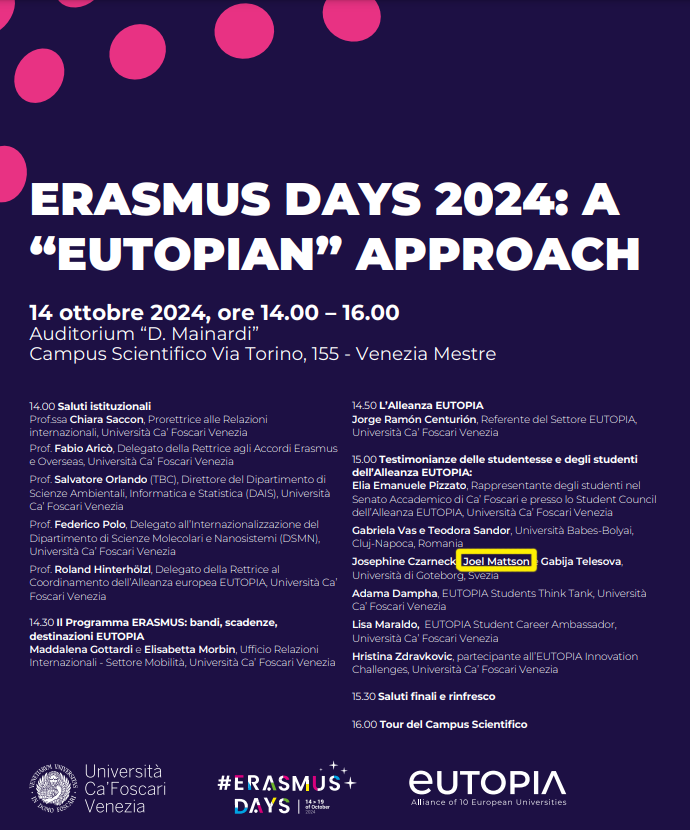 ERASMUS DAYS 2024: A
“EUTOPIAN” APPROACH
14 ottobre 2024, ore 14.00 – 16.00
Auditorium “D. Mainardi”
Campus Scientifico Via Torino, 155 - Venezia Mestre
14.00 Saluti istituzionali
Prof.ssa Chiara Saccon, Prorettrice alle Relazioni
internazionali, Università Ca’ Foscari Venezia
Prof. Fabio Aricò, Delegato della Rettrice agli Accordi Erasmus
e Overseas, Università Ca’ Foscari Venezia
Prof. Salvatore Orlando (TBC), Direttore del Dipartimento di
Scienze Ambientali, Informatica e Statistica (DAIS), Università
Ca’ Foscari Venezia
Prof. Federico Polo, Delegato all’Internazionalizzazione del
Dipartimento di Scienze Molecolari e Nanosistemi (DSMN),
Università Ca’ Foscari Venezia
Prof. Roland Hinterhölzl, Delegato della Rettrice al
Coordinamento dell’Alleanza europea EUTOPIA, Università Ca’
Foscari Venezia
14.30 Il Programma ERASMUS: bandi, scadenze,
destinazioni EUTOPIA
Maddalena Gottardi e Elisabetta Morbin, Ufficio Relazioni
Internazionali - Settore Mobilità, Università Ca’ Foscari Venezia
14.50 L’Alleanza EUTOPIA
Jorge Ramón Centurión, Referente del Settore EUTOPIA,
Università Ca’ Foscari Venezia
15.00 Testimonianze delle studentesse e degli studenti
dell’Alleanza EUTOPIA:
Elia Emanuele Pizzato, Rappresentante degli studenti nel
Senato Accademico di Ca’ Foscari e presso lo Student Council
dell’Alleanza EUTOPIA, Università Ca’ Foscari Venezia
Gabriela Vas e Teodora Sandor, Università Babes-Bolyai,
Cluj-Napoca, Romania
Josephine Czarneck Joel Mattson Gabija Telesova,
Università di Goteborg, Svezia
Adama Dampha, EUTOPIA Students Think Tank, Università
Ca’ Foscari Venezia
Lisa Maraldo, EUTOPIA Student Career Ambassador,
Università Ca’ Foscari Venezia
Hristina Zdravkovic, partecipante all’EUTOPIA Innovation
Challenges, Università Ca’ Foscari Venezia
15.30 Saluti finali e rinfresco
16.00 Tour del Campus Scientifico
Università
Ca’Foscari
Venezia
#ERASMUS
DAYS
14 → 19
of October
2024
eUTOPIA
Alliance of 10 European Universities